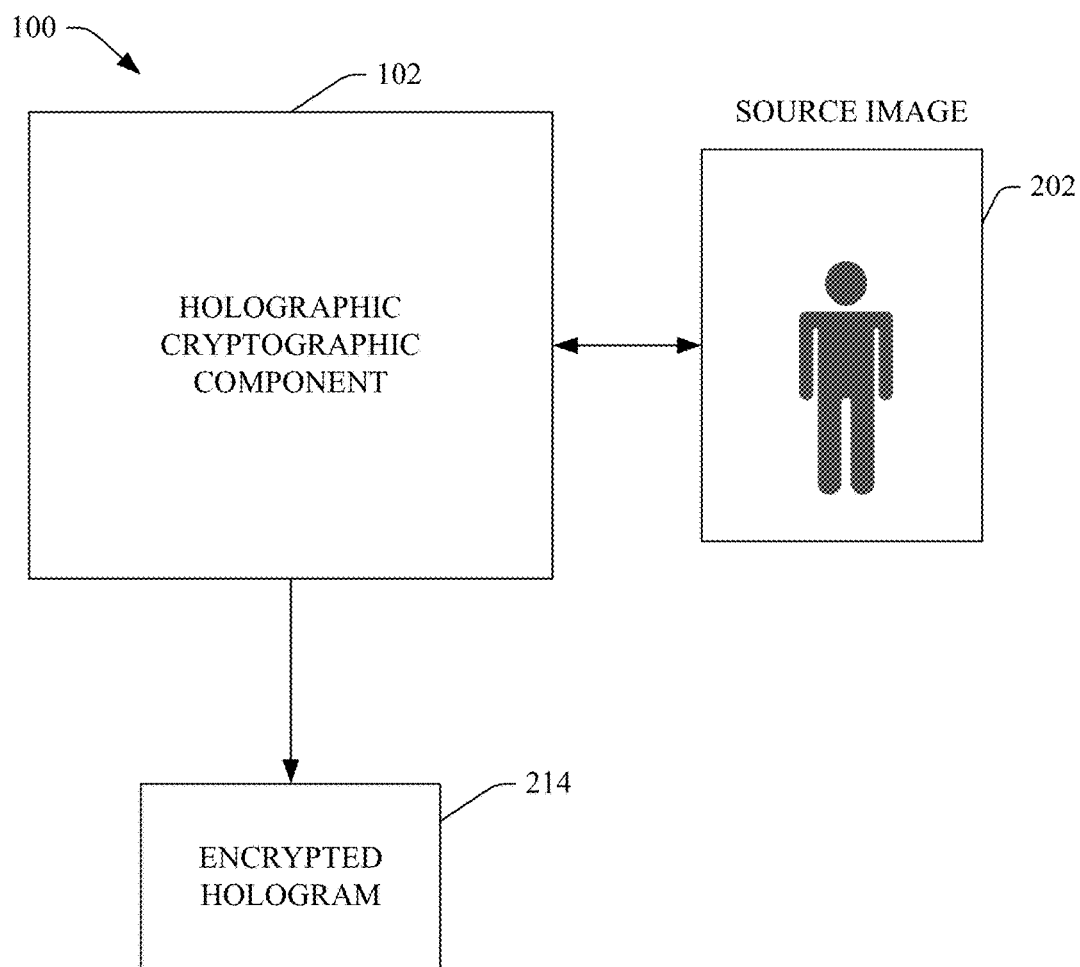 100
102
SOURCE IMAGE
202
HOLOGRAPHIC
CRYPTOGRAPHIC
COMPONENT
214
ENCRYPTED
HOLOGRAM